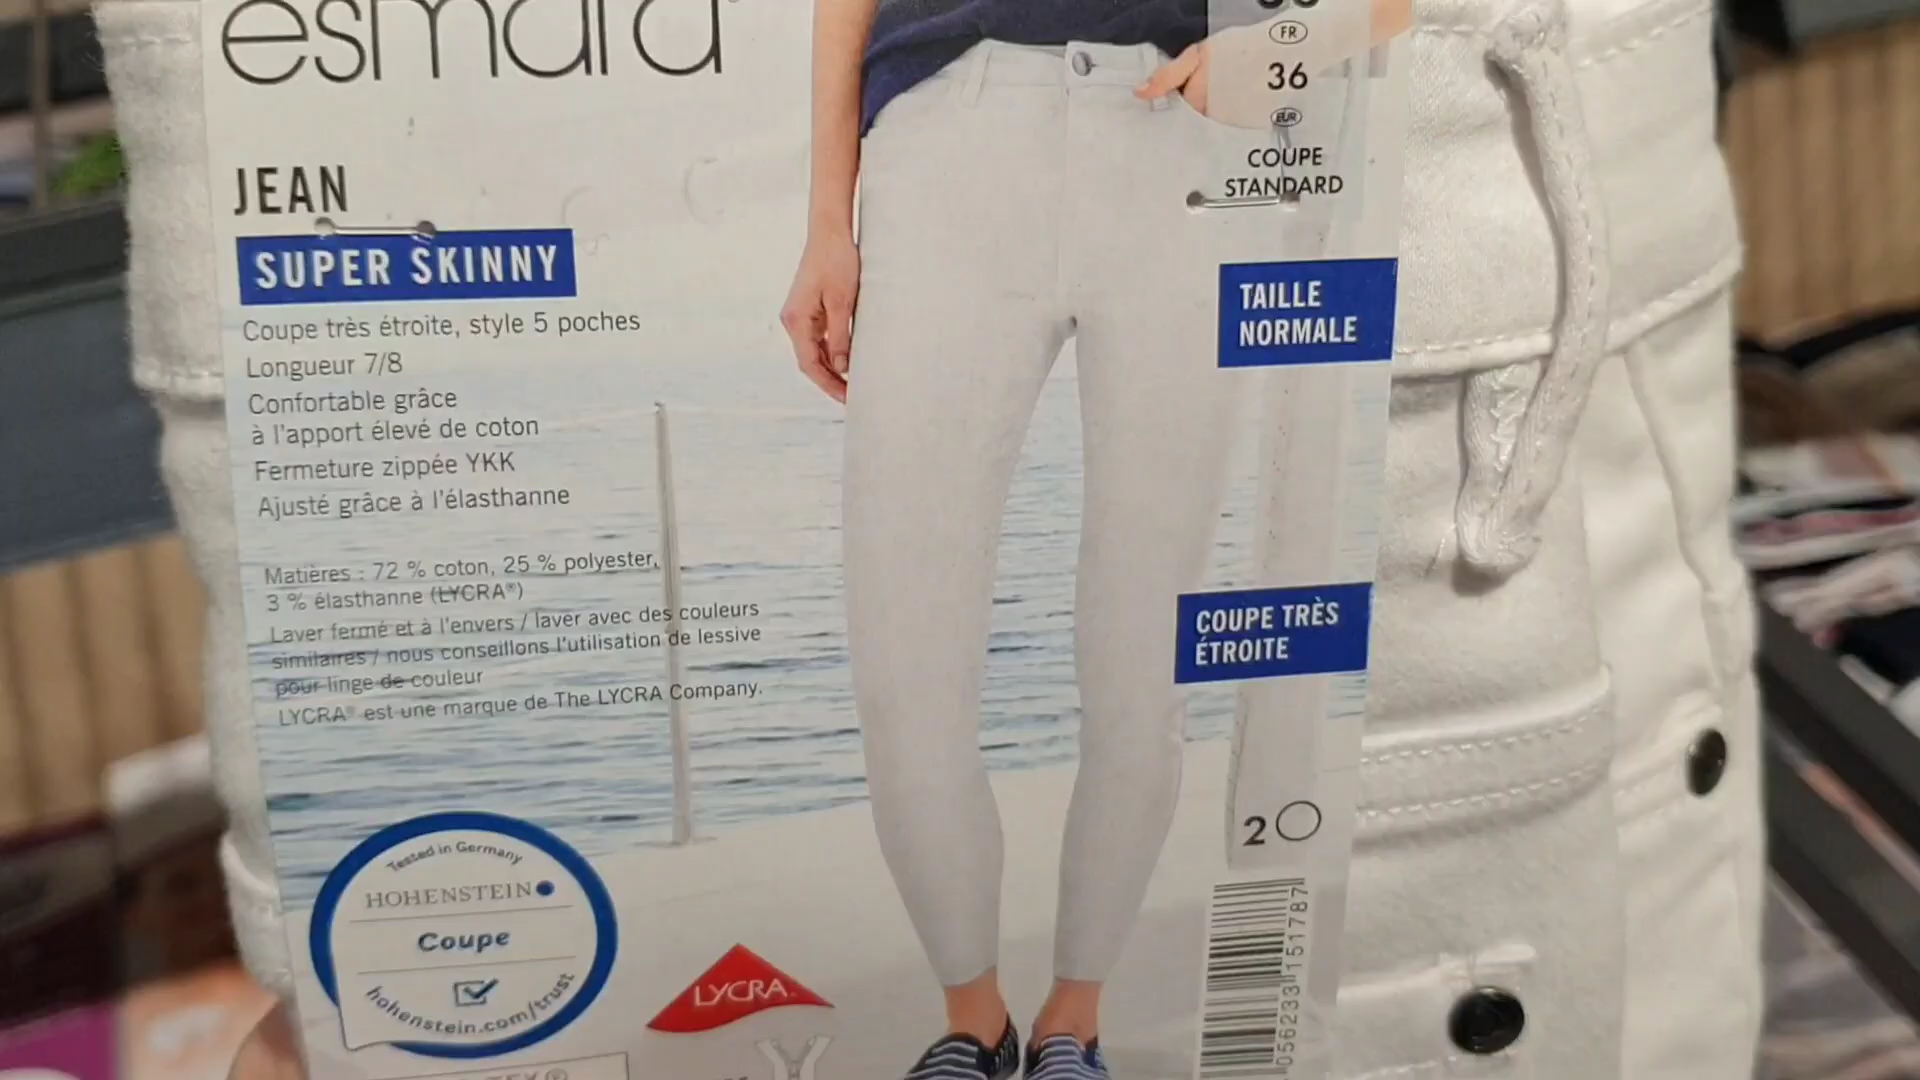 esmara
FR
36
EUR
COUPE
STANDARD
JEAN
SUPER SKINNY
Coupe très étroite, style 5 poches
Longueur 7/8
Confortable grâce
à l'apport élevé de coton
Fermeture zippée YKK
Ajusté grâce à l'élasthanne
TAILLE
NORMALE
Matières : 72 % coton, 25 % polyester,
3 % élasthanne (LYCRA®)
Laver fermé et à l'envers / laver avec des couleurs
similaires / nous conseillons l'utilisation de lessive
pour linge de couleur
LYCRA® est une marque de The LYCRA Company.
COUPE TRÈS
ÉTROITE
2
Tested in Germany
HOHENSTEIN
Coupe
hohenstein.com/trust
LYCRA®
056233151787